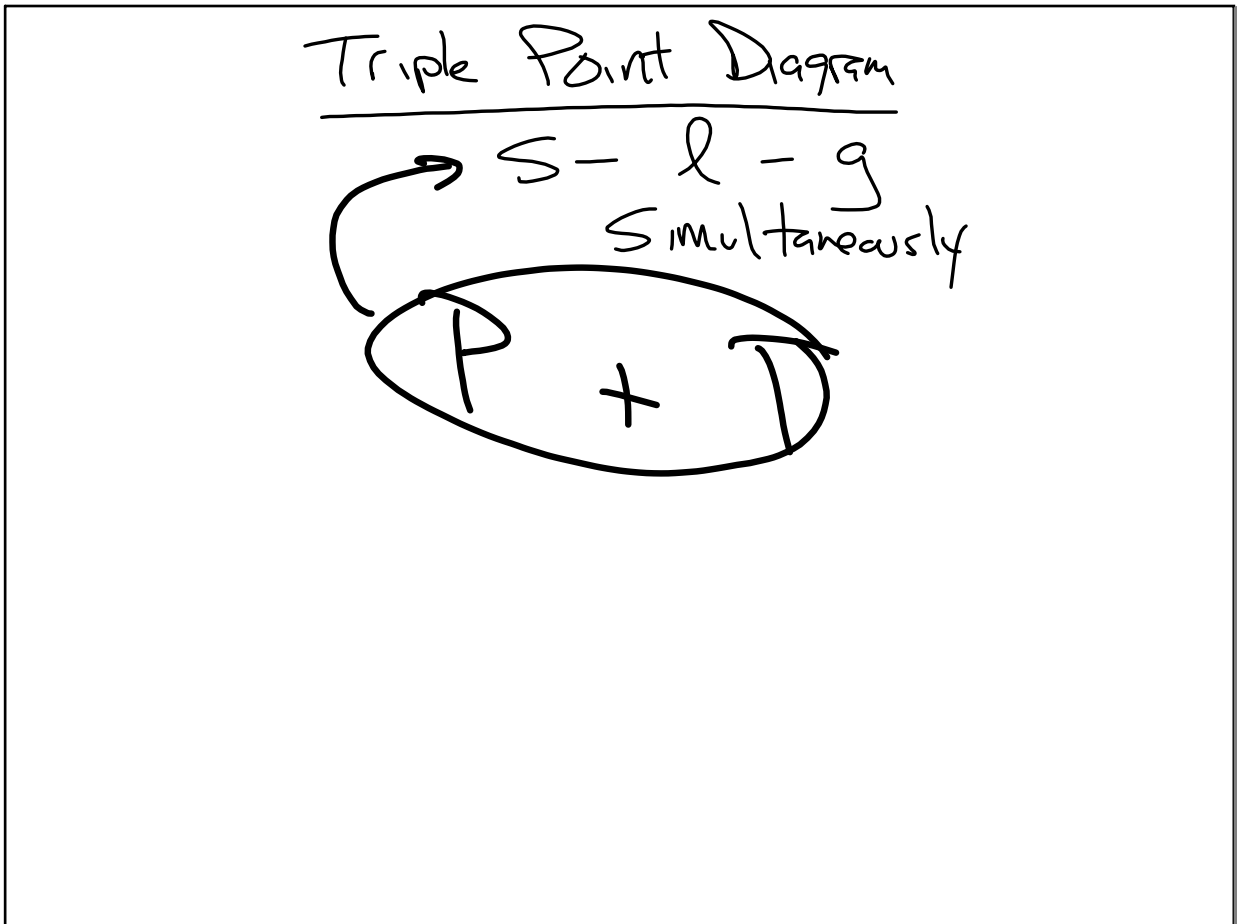 Triple Point Diagram
s - l - g
simultaneously
P + T